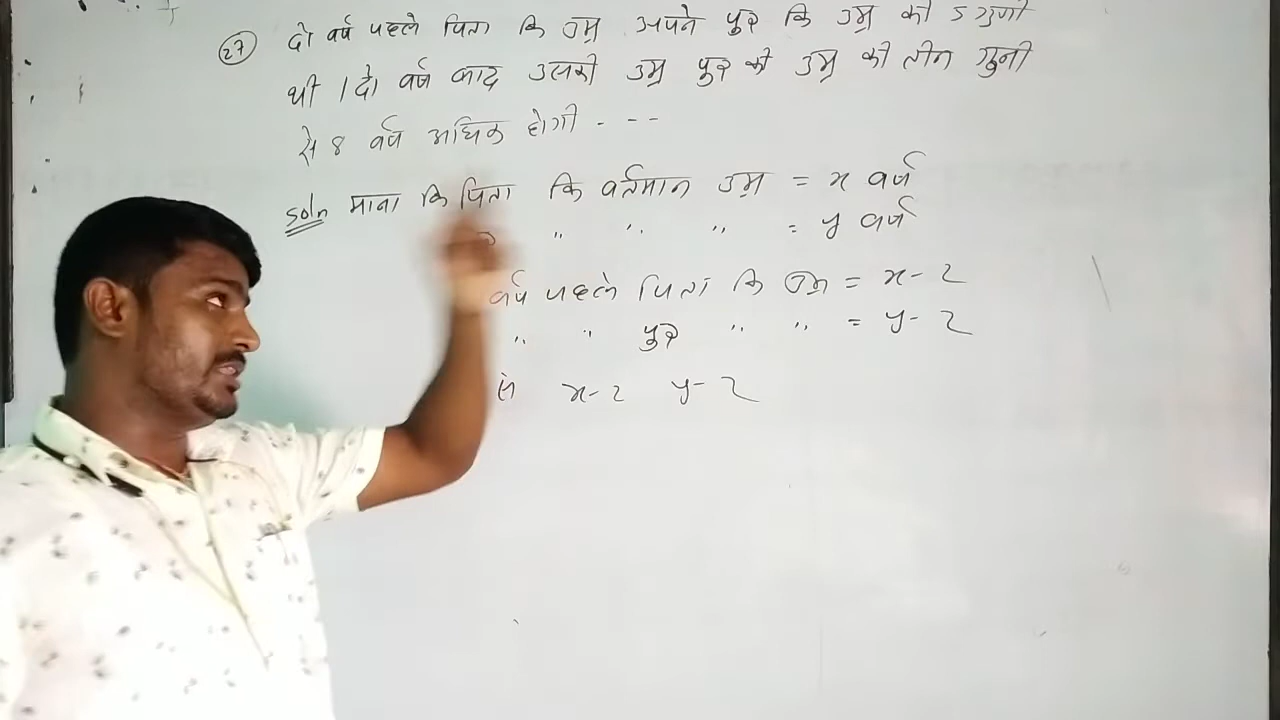 27 दो वर्ष पहले पिता कि उम्र अपने पुत्र कि उम्र की 5 गुणी
थी । दो वर्ष बाद उसकी उम्र पुत्र की उम्र की तीन गुनी
से 8 वर्ष अधिक होगी - - -
Soln माना कि पिता कि वर्तमान उम्र = x वर्ष
" " " = y वर्ष
वर्ष पहले पिता कि उम्र = x - 2
" " पुत्र " " = y - 2
x - 2 y - 2